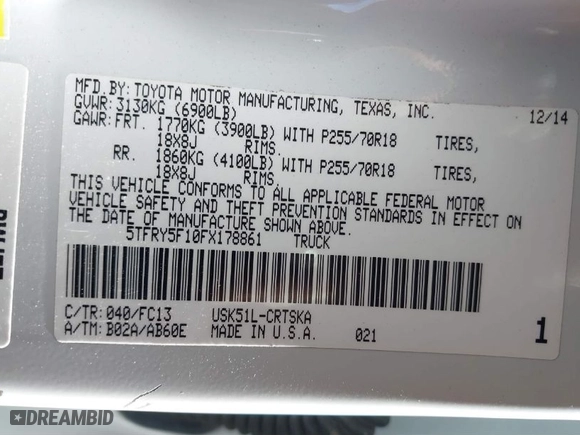 MFD.BY:TOYOTA MOTOR MANUFACTURING, TEXAS, INC. 12/14
GVWR:3130KG (6900LB)
GAWR:FRT. 1770KG (3900LB) WITH P255/70R18 TIRES,
18X8J RIMS.
RR. 1860KG (4100LB) WITH P255/70R18 TIRES,
18X8J RIMS.
THIS VEHICLE CONFORMS TO ALL APPLICABLE FEDERAL MOTOR
VEHICLE SAFETY AND THEFT PREVENTION STANDARDS IN EFFECT ON
THE DATE OF MANUFACTURE SHOWN ABOVE.
5TFRY5F10FX178861 TRUCK
C/TR:040/FC13 USK51L-CRTSKA
A/TM:B02A/AB60E MADE IN U.S.A. 021 1
DREAMBID